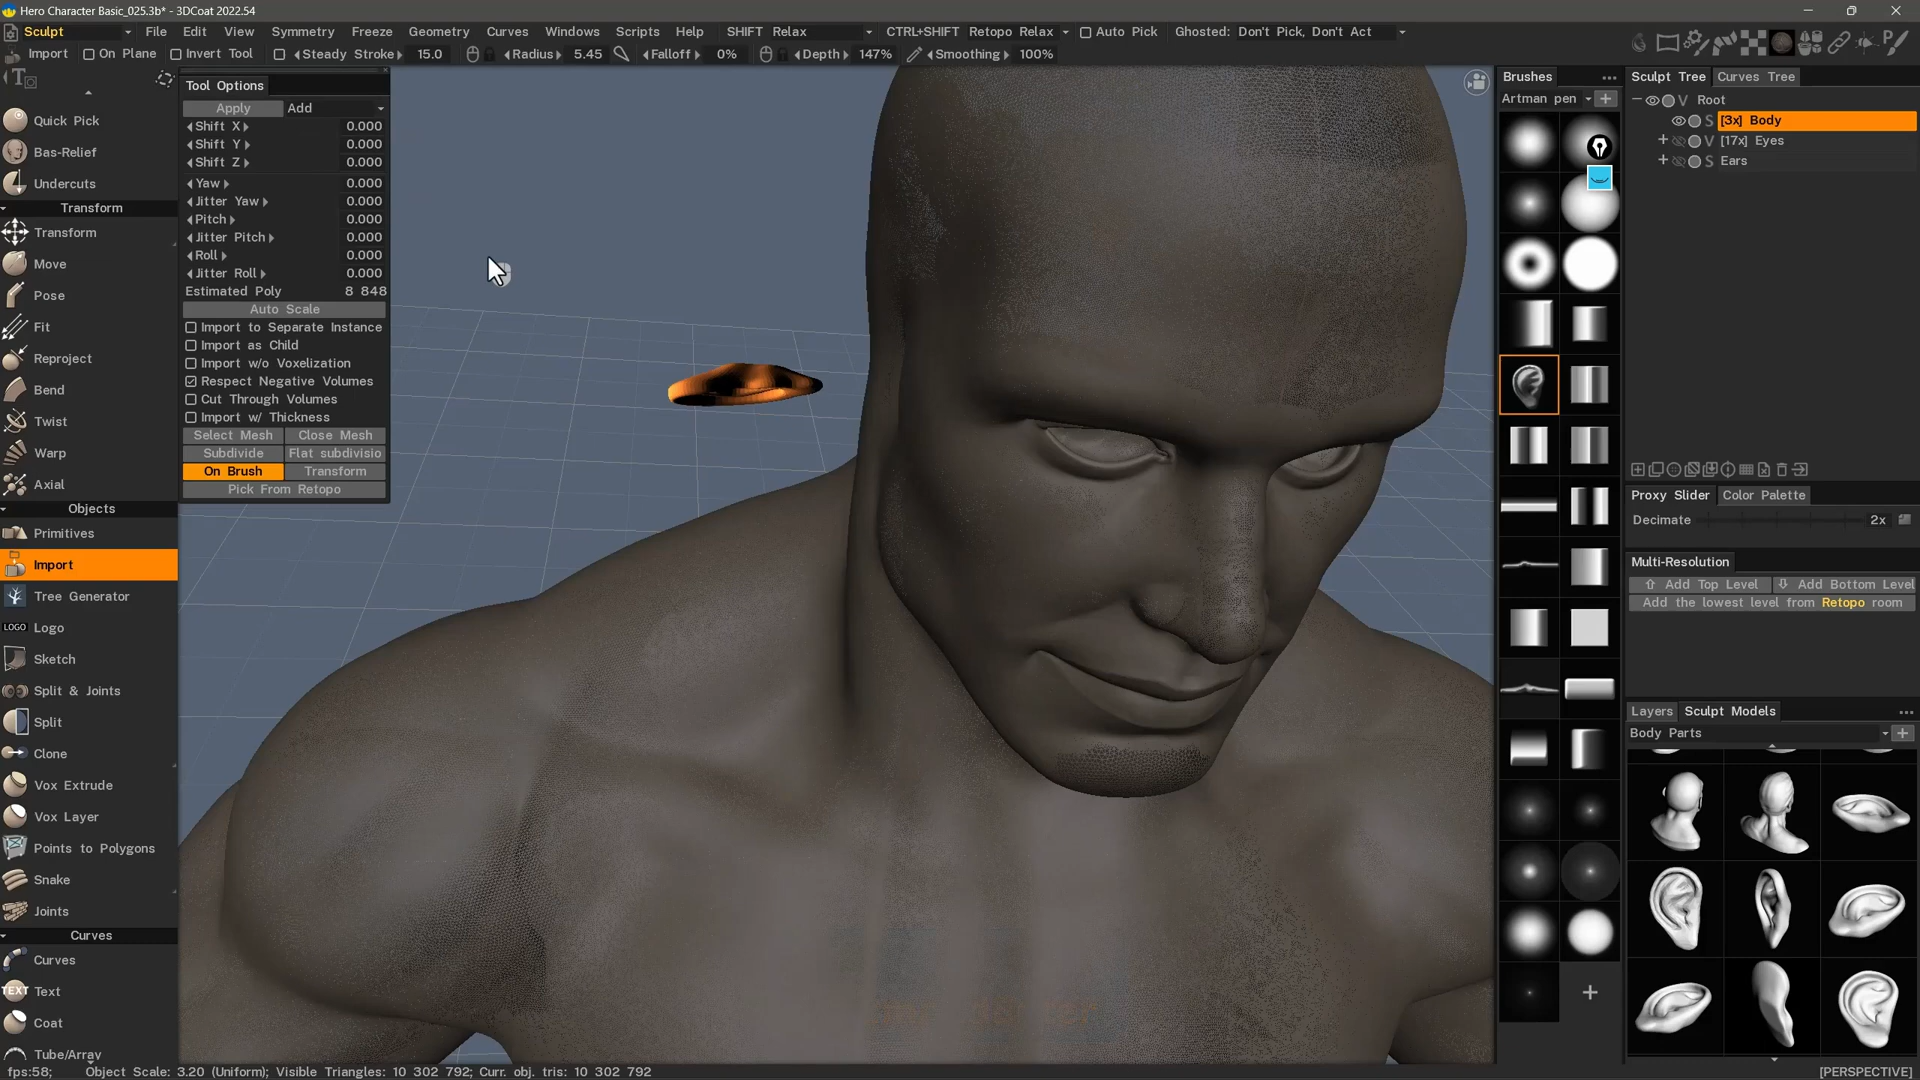 Hero Character Basic_025.3b* - 3DCoat 2022.54
Sculpt File Edit View Symmetry Freeze Geometry Curves Windows Scripts Help SHIFT Relax CTRL+SHIFT Retopo Relax Auto Pick Ghosted: Don't Pick, Don't Act
Import On Plane Invert Tool Steady Stroke 15.0 Radius 5.45 Falloff 0% Depth 147% Smoothing 100%
Quick Pick
Bas-Relief
Undercuts
Transform
Transform
Move
Pose
Fit
Reproject
Bend
Twist
Warp
Axial
Objects
Primitives
Import
Tree Generator
LOGO Logo
Sketch
Split & Joints
Split
Clone
Vox Extrude
Vox Layer
Points to Polygons
Snake
Joints
Curves
Curves
TEXT Text
Coat
Tube/Array
Tool Options
Apply Add
Shift X 0.000
Shift Y 0.000
Shift Z 0.000
Yaw 0.000
Jitter Yaw 0.000
Pitch 0.000
Jitter Pitch 0.000
Roll 0.000
Jitter Roll 0.000
Estimated Poly 8 848
Auto Scale
Import to Separate Instance
Import as Child
Import w/o Voxelization
Respect Negative Volumes
Cut Through Volumes
Import w/ Thickness
Select Mesh Close Mesh
Subdivide Flat subdivisio
On Brush Transform
Pick From Retopo
Brushes
Artman pen
Sculpt Tree Curves Tree
V Root
S [3x] Body
V [17x] Eyes
S Ears
Proxy Slider Color Palette
Decimate 2x
Multi-Resolution
Add Top Level Add Bottom Level
Add the lowest level from Retopo room
Layers Sculpt Models
Body Parts
fps:58; Object Scale: 3.20 (Uniform); Visible Triangles: 10 302 792; Curr. obj. tris: 10 302 792 [PERSPECTIVE]